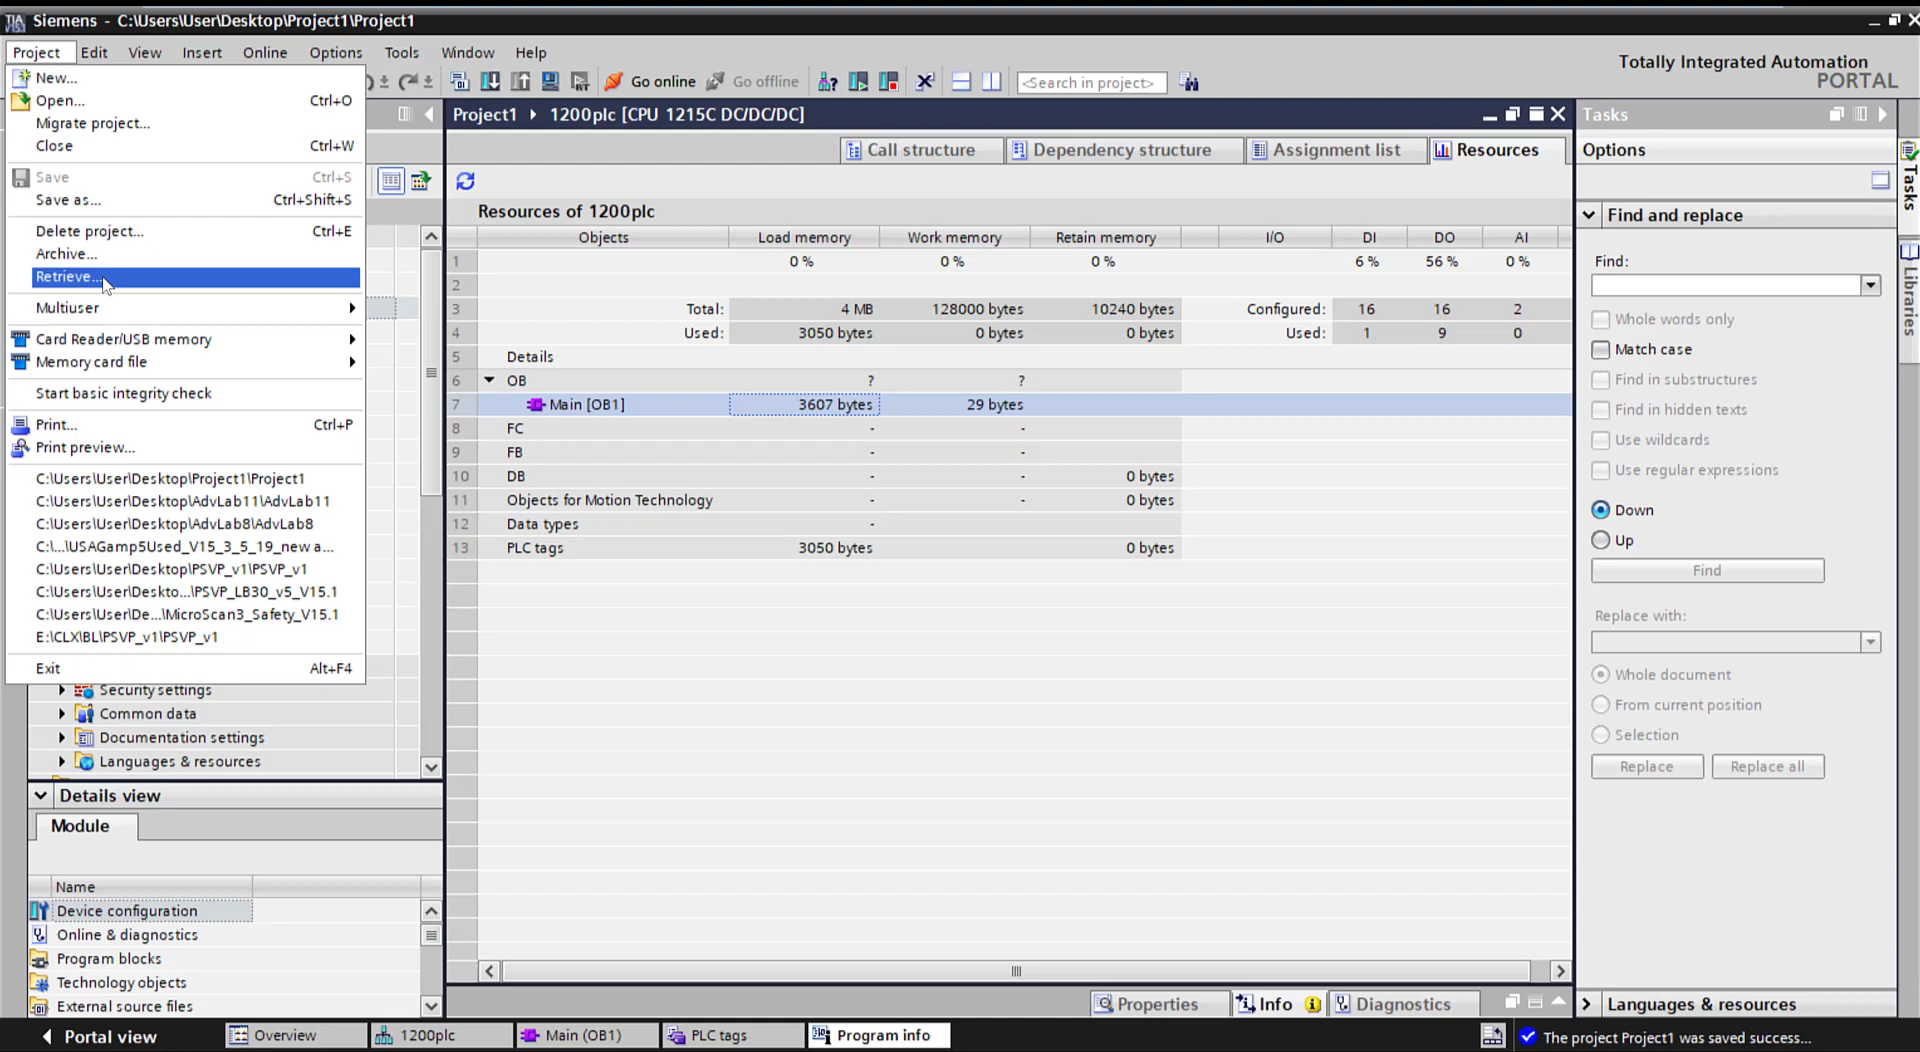 Siemens - C:\Users\User\Desktop\Project1\Project1
Project Edit View Insert Online Options Tools Window Help
Totally Integrated Automation
PORTAL
New...
Open... Ctrl+O
Migrate project...
Close Ctrl+W
Save Ctrl+S
Save as... Ctrl+Shift+S
Delete project... Ctrl+E
Archive...
Retrieve...
Multiuser
Card Reader/USB memory
Memory card file
Start basic integrity check
Print... Ctrl+P
Print preview...
C:\Users\User\Desktop\Project1\Project1
C:\Users\User\Desktop\AdvLab11\AdvLab11
C:\Users\User\Desktop\AdvLab8\AdvLab8
C:\...\USAGamp5Used_V15_3_5_19_new a...
C:\Users\User\Desktop\PSVP_v1\PSVP_v1
C:\Users\User\Deskto...\PSVP_LB30_v5_V15.1
C:\Users\User\De...\MicroScan3_Safety_V15.1
E:\CLX\BL\PSVP_v1\PSVP_v1
Exit Alt+F4
Security settings
Common data
Documentation settings
Languages & resources
Details view
Module
Name
Device configuration
Online & diagnostics
Program blocks
Technology objects
External source files
Go online Go offline <Search in project>
Project1 1200plc [CPU 1215C DC/DC/DC]
Call structure Dependency structure Assignment list Resources
Resources of 1200plc
Objects Load memory Work memory Retain memory I/O DI DO AI
1 0 % 0 % 0 % 6 % 56 % 0 %
2
3 Total: 4 MB 128000 bytes 10240 bytes Configured: 16 16 2
4 Used: 3050 bytes 0 bytes 0 bytes Used: 1 9 0
5 Details
6 OB ? ?
7 Main [OB1] 3607 bytes 29 bytes
8 FC - -
9 FB - -
10 DB - - 0 bytes
11 Objects for Motion Technology - - 0 bytes
12 Data types -
13 PLC tags 3050 bytes 0 bytes
Properties Info Diagnostics
Tasks
Options
Find and replace
Find:
Whole words only
Match case
Find in substructures
Find in hidden texts
Use wildcards
Use regular expressions
Down
Up
Find
Replace with:
Whole document
From current position
Selection
Replace Replace all
Languages & resources
Tasks
Libraries
Portal view Overview 1200plc Main (OB1) PLC tags Program info The project Project1 was saved success...